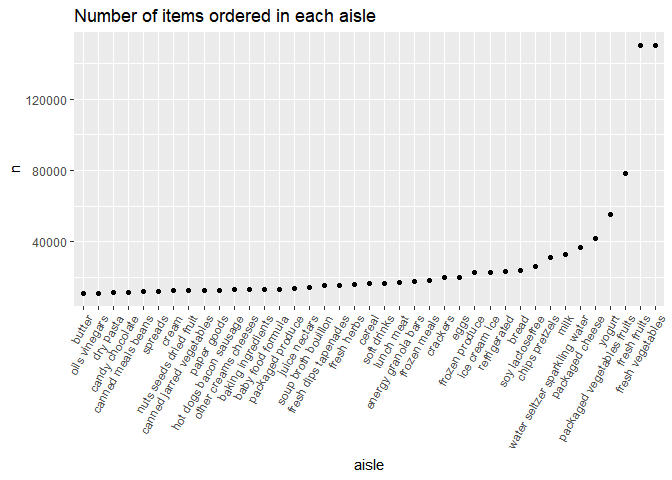 Number of items ordered in each aisle
120000
80000
40000
n
butter
oils vinegars
dry pasta
candy chocolate
canned meals beans
spreads
cream
nuts seeds dried fruit
canned jarred vegetables
paper goods
hot dogs bacon sausage
other creams cheeses
baking ingredients
baby food formula
packaged produce
juice nectars
soup broth bouillon
fresh dips tapenades
fresh herbs
cereal
soft drinks
lunch meat
energy granola bars
frozen meals
crackers
eggs
frozen produce
ice cream ice
refrigerated
bread
soy lactosefree
chips pretzels
milk
water seltzer sparkling water
packaged cheese
yogurt
packaged vegetables fruits
fresh fruits
fresh vegetables
aisle